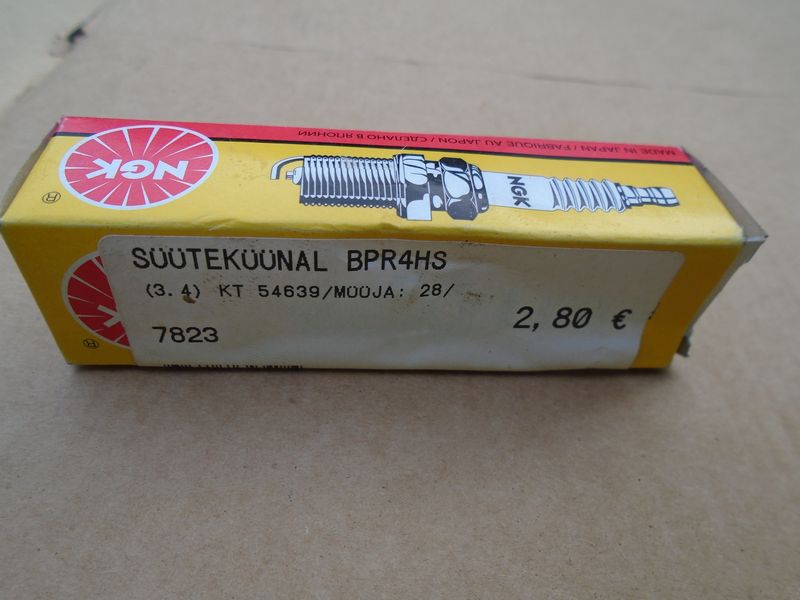 MADE IN JAPAN / FABRIQUE AU JAPON / СДЕЛАНО В ЯПОНИИ
NGK
®
NGK
SÜÜTEKÜÜNAL BPR4HS
(3.4) KT 54639/MÜÜJA: 28/
7823
2,80 €
®